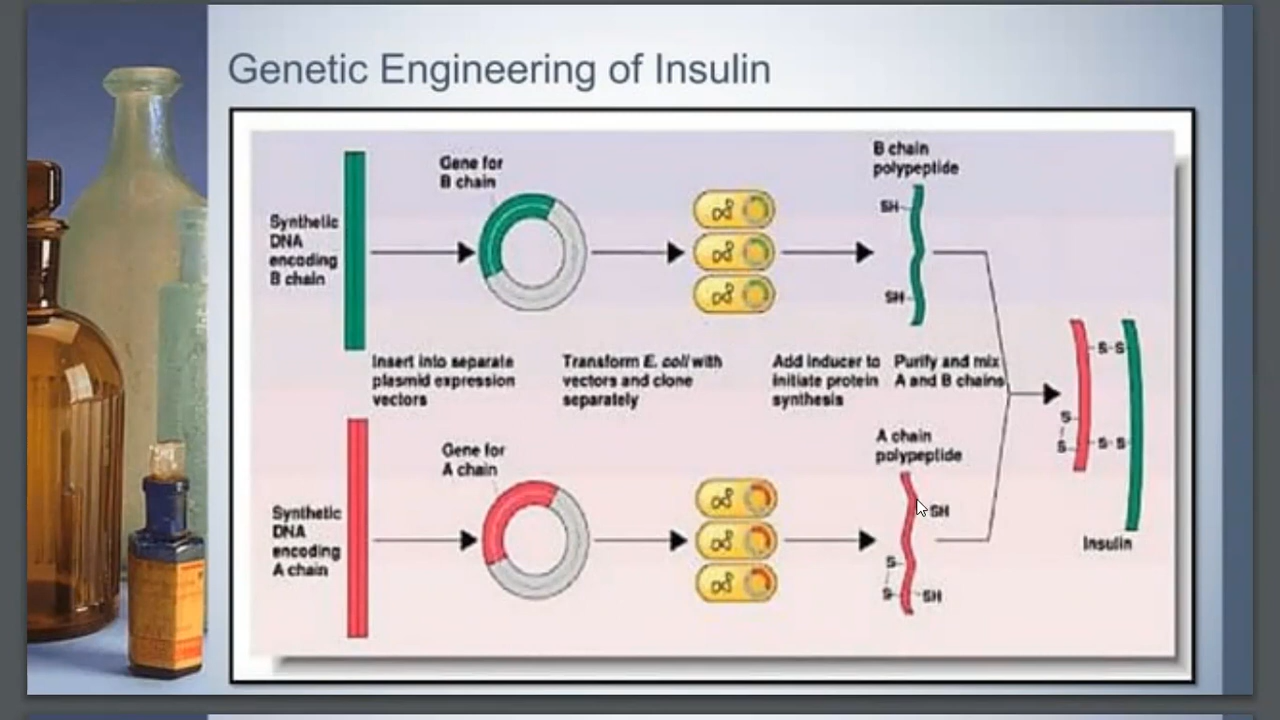 Genetic Engineering of Insulin
Gene for
B chain
B chain
polypeptide
Synthetic
DNA
encoding
B chain
SH
SH
Insert into separate
plasmid expression
vectors
Transform E. coli with
vectors and clone
separately
Add inducer to
initiate protein
synthesis
Purify and mix
A and B chains
S-S
S
S
S-S
Gene for
A chain
A chain
polypeptide
Synthetic
DNA
encoding
A chain
SH
S
S
SH
Insulin